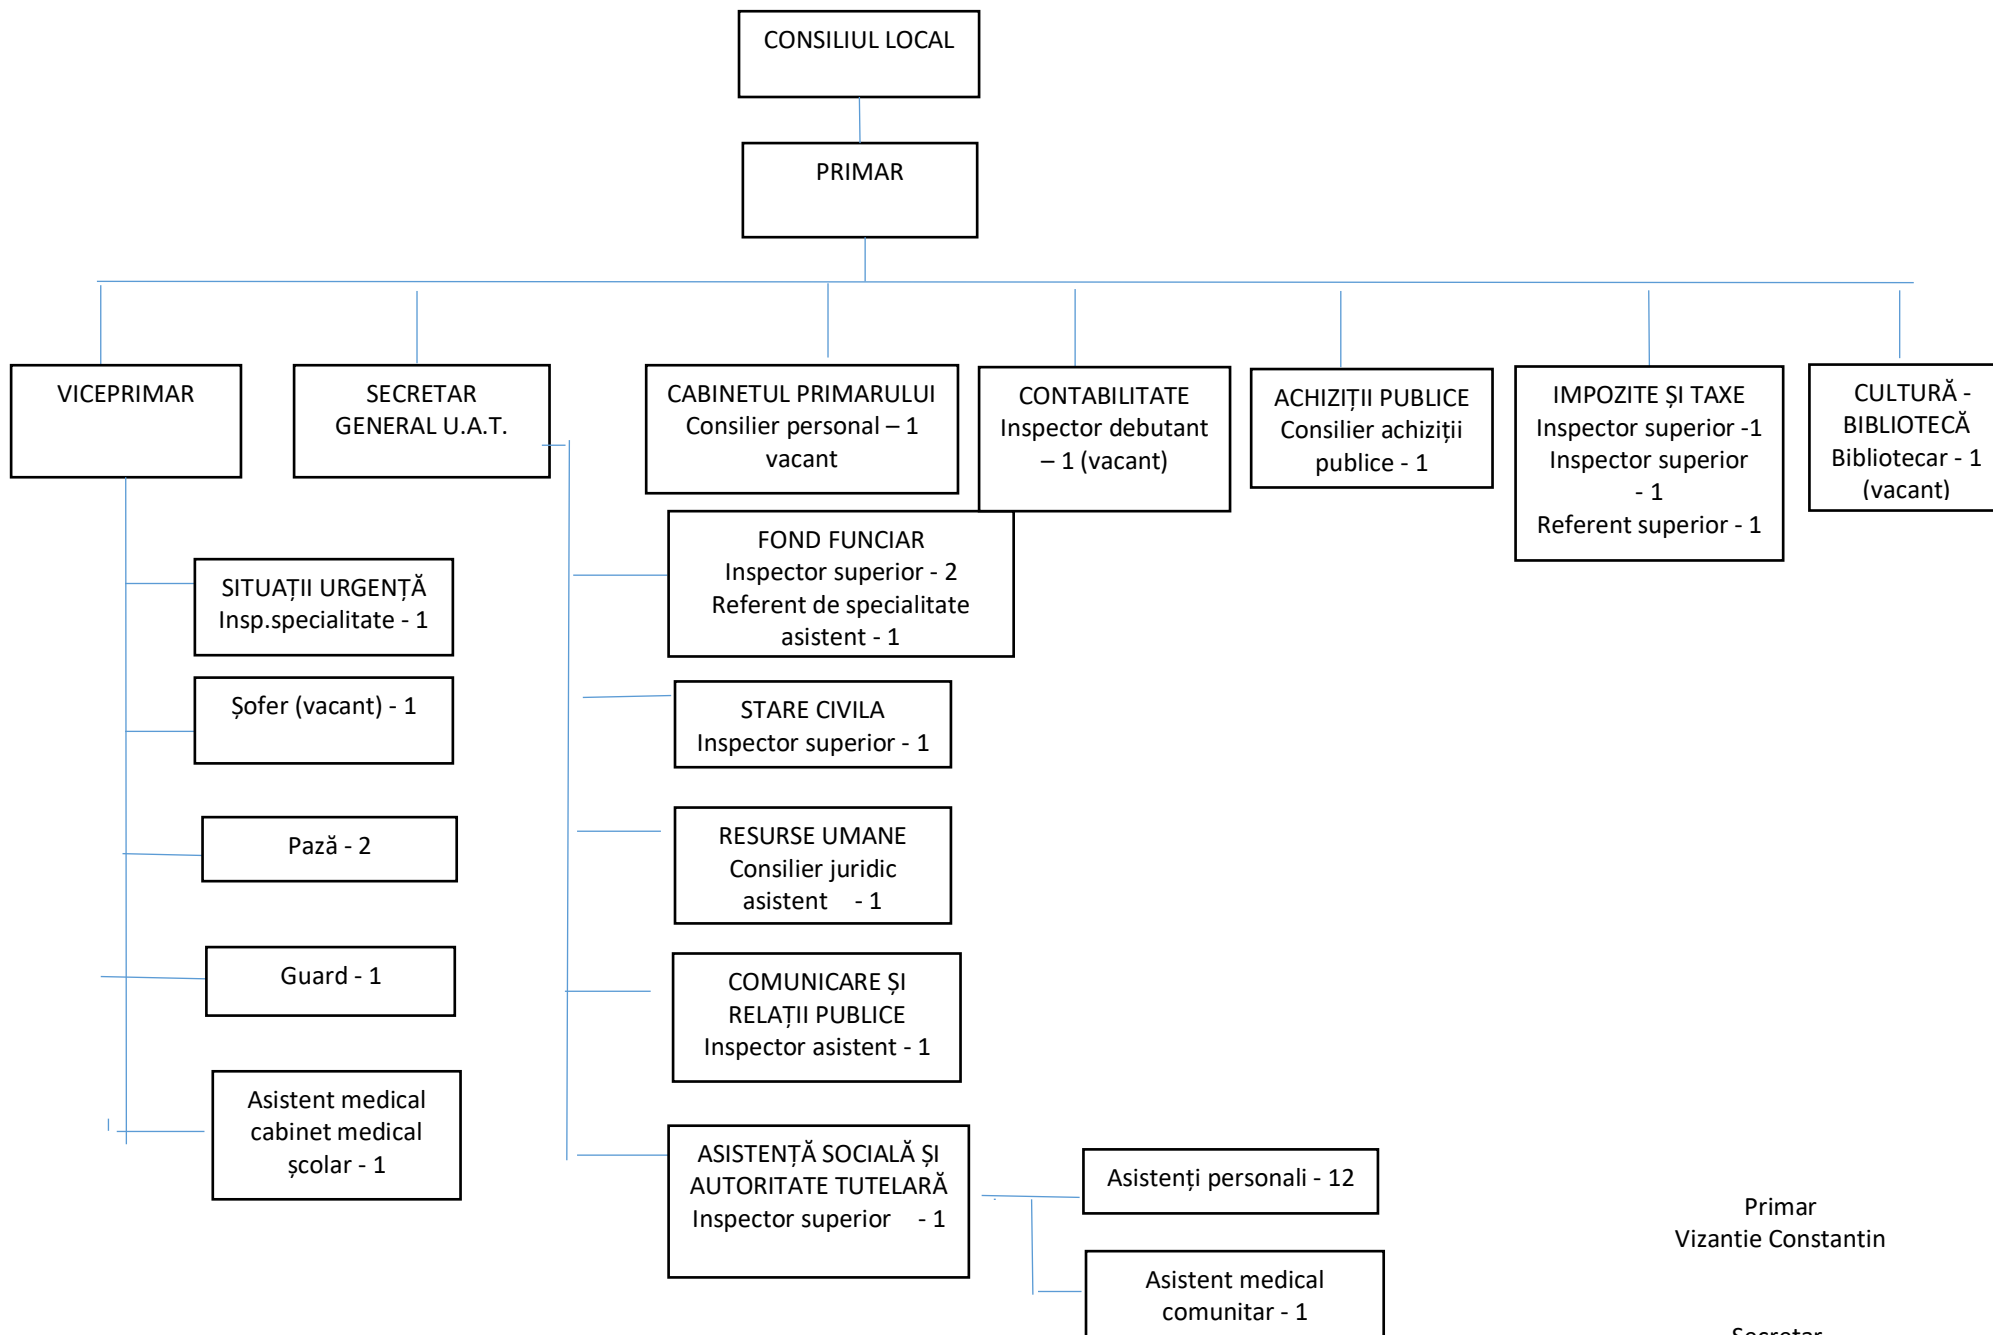 CONSILIUL LOCAL
PRIMAR
VICEPRIMAR
SECRETAR
GENERAL U.A.T.
CABINETUL PRIMARULUI
Consilier personal – 1
vacant
CONTABILITATE
Inspector debutant
– 1 (vacant)
ACHIZIȚII PUBLICE
Consilier achiziții
publice - 1
IMPOZITE ȘI TAXE
Inspector superior -1
Inspector superior
- 1
Referent superior - 1
CULTURĂ -
BIBLIOTECĂ
Bibliotecar - 1
(vacant)
SITUAȚII URGENȚĂ
Insp.specialitate - 1
Șofer (vacant) - 1
Pază - 2
Guard - 1
Asistent medical
cabinet medical
școlar - 1
FOND FUNCIAR
Inspector superior - 2
Referent de specialitate
asistent - 1
STARE CIVILA
Inspector superior - 1
RESURSE UMANE
Consilier juridic
asistent - 1
COMUNICARE ȘI
RELAȚII PUBLICE
Inspector asistent - 1
ASISTENȚĂ SOCIALĂ ȘI
AUTORITATE TUTELARĂ
Inspector superior - 1
Asistenți personali - 12
Asistent medical
comunitar - 1
Primar
Vizantie Constantin
Secretar